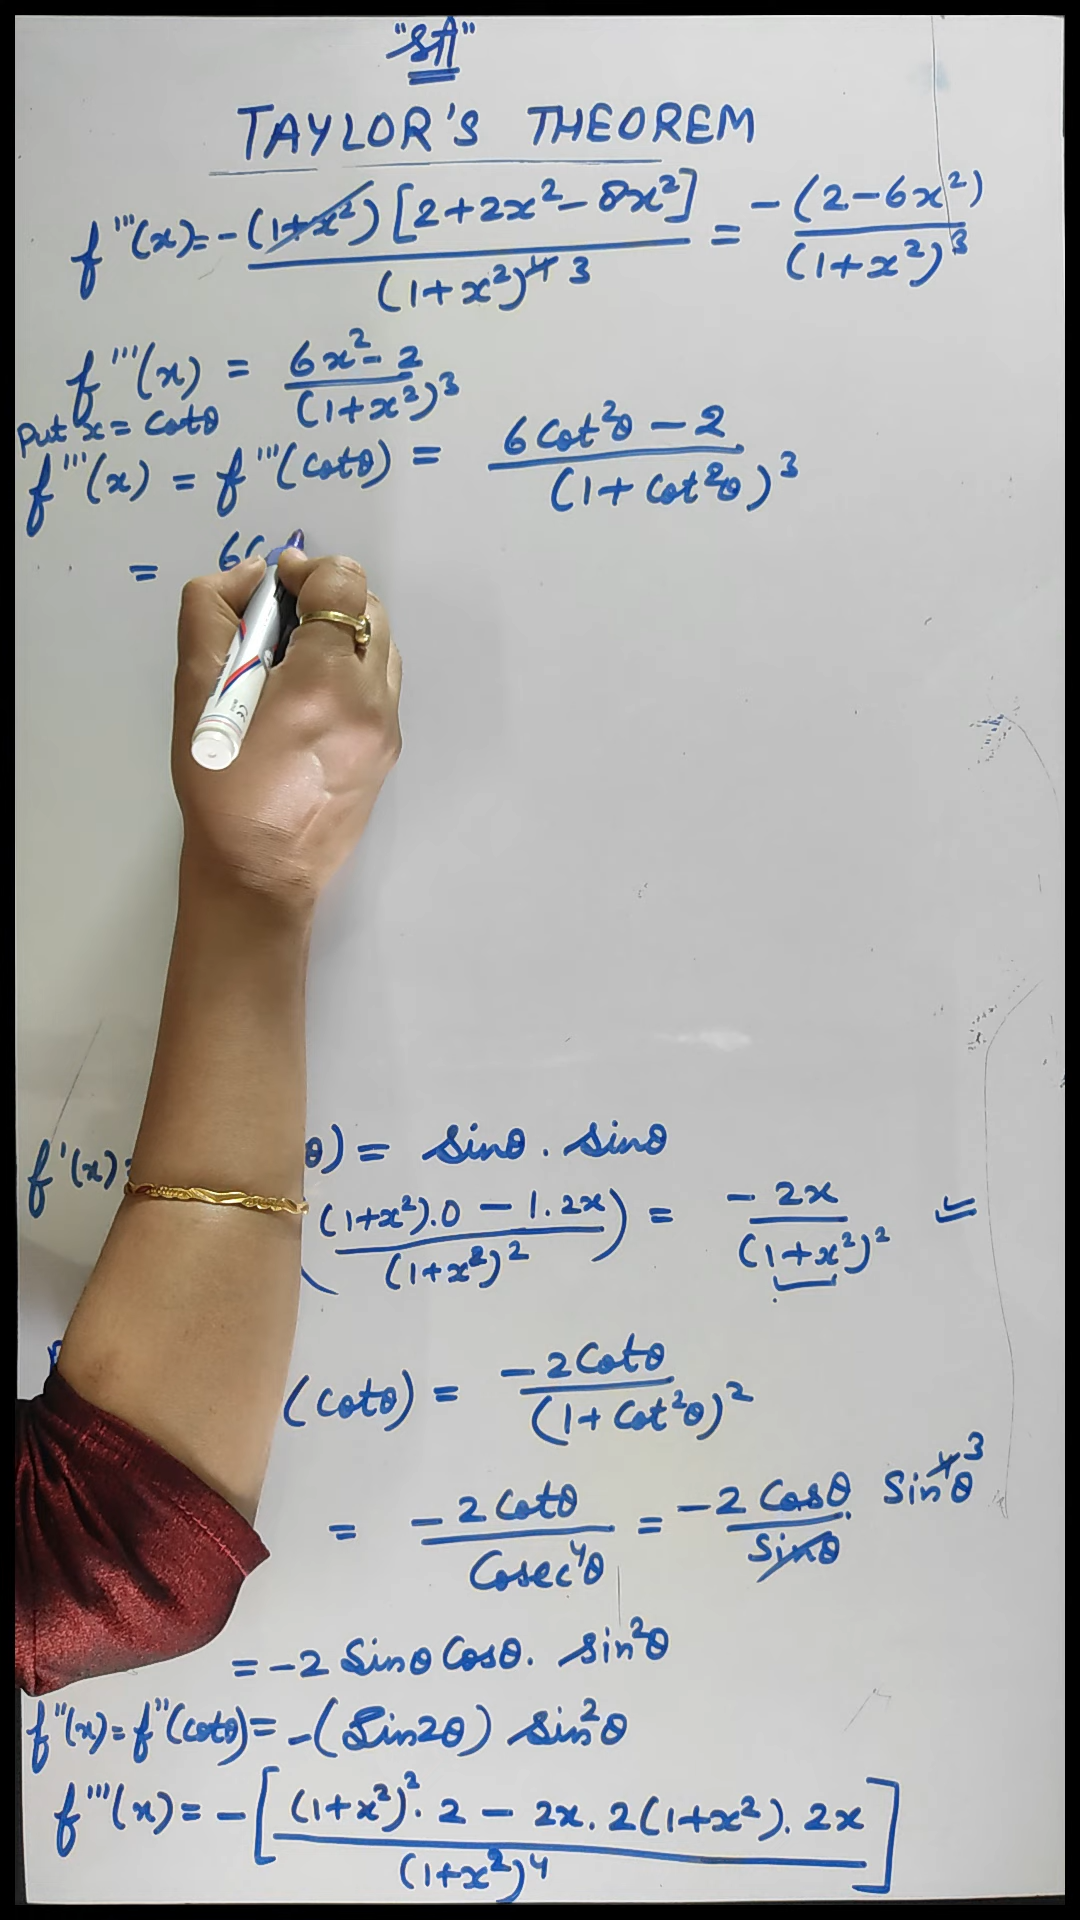 "श्री"
TAYLOR'S THEOREM
f'''(x) = -(1+x²)[2+2x²-8x²] / (1+x²)⁴ 3 = -(2-6x²) / (1+x²)³
f'''(x) = 6x²-2 / (1+x²)³
Put x = Cotθ
f'''(x) = f'''(Cotθ) = 6Cot²θ-2 / (1+Cot²θ)³
= 6C
f'(x)= θ) = Sinθ . Sinθ
((1+x²).0 - 1.2x / (1+x²)²) = -2x / (1+x²)²
(Cotθ) = -2Cotθ / (1+Cot²θ)²
= -2Cotθ / Cosec⁴θ = -2Cosθ / Sinθ . Sin⁴θ 3
= -2 Sinθ Cosθ. Sin²θ
f''(x) = f''(Cotθ) = -(Sin2θ) Sin²θ
f'''(x) = -[(1+x²)².2 - 2x.2(1+x²).2x / (1+x²)⁴]